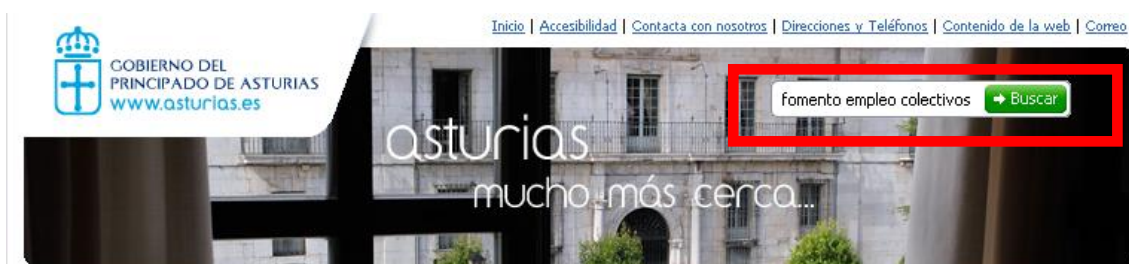 Inicio | Accesibilidad | Contacta con nosotros | Direcciones y Teléfonos | Contenido de la web | Correo
GOBIERNO DEL
PRINCIPADO DE ASTURIAS
www.asturias.es
fomento empleo colectivos
Buscar
asturias
mucho más cerca...